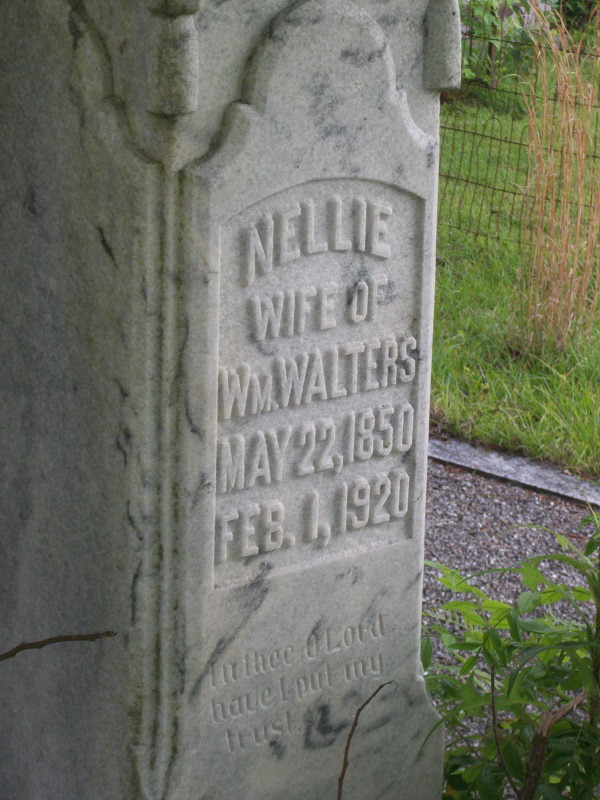 NELLIE
WIFE OF
WM. WALTERS
MAY 22, 1850
FEB. 1, 1920
In thee O Lord
have I put my
trust